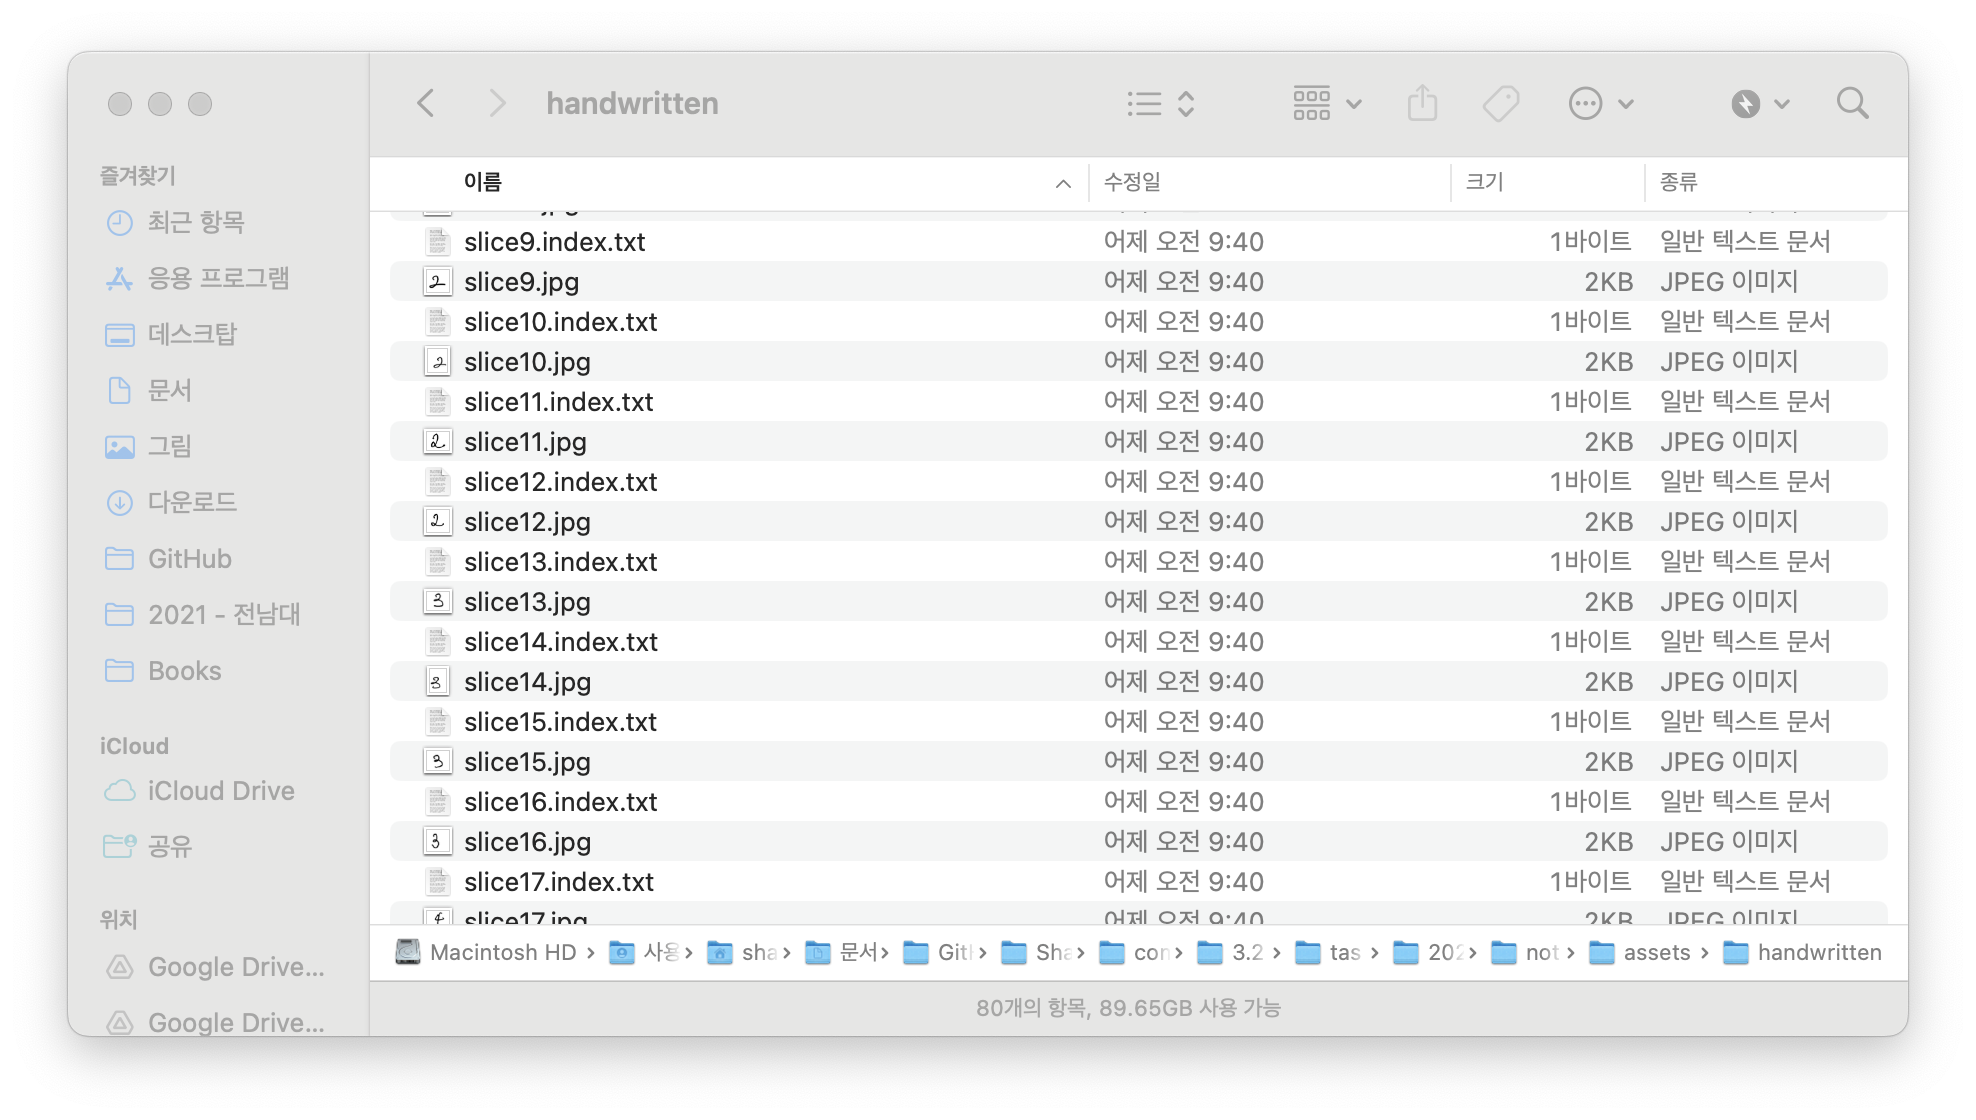 handwritten
즐겨찾기
최근 항목
응용 프로그램
데스크탑
문서
그림
다운로드
GitHub
2021 - 전남대
Books
iCloud
iCloud Drive
공유
위치
Google Drive...
Google Drive...
이름 수정일 크기 종류
slice9.index.txt 어제 오전 9:40 1바이트 일반 텍스트 문서
slice9.jpg 어제 오전 9:40 2KB JPEG 이미지
slice10.index.txt 어제 오전 9:40 1바이트 일반 텍스트 문서
slice10.jpg 어제 오전 9:40 2KB JPEG 이미지
slice11.index.txt 어제 오전 9:40 1바이트 일반 텍스트 문서
slice11.jpg 어제 오전 9:40 2KB JPEG 이미지
slice12.index.txt 어제 오전 9:40 1바이트 일반 텍스트 문서
slice12.jpg 어제 오전 9:40 2KB JPEG 이미지
slice13.index.txt 어제 오전 9:40 1바이트 일반 텍스트 문서
slice13.jpg 어제 오전 9:40 2KB JPEG 이미지
slice14.index.txt 어제 오전 9:40 1바이트 일반 텍스트 문서
slice14.jpg 어제 오전 9:40 2KB JPEG 이미지
slice15.index.txt 어제 오전 9:40 1바이트 일반 텍스트 문서
slice15.jpg 어제 오전 9:40 2KB JPEG 이미지
slice16.index.txt 어제 오전 9:40 1바이트 일반 텍스트 문서
slice16.jpg 어제 오전 9:40 2KB JPEG 이미지
slice17.index.txt 어제 오전 9:40 1바이트 일반 텍스트 문서
slice17.jpg 어제 오전 9:40 2KB JPEG 이미지
Macintosh HD › 사용 › sha › 문서 › Git › Sha › con › 3.2 › tas › 202 › not › assets › handwritten
80개의 항목, 89.65GB 사용 가능